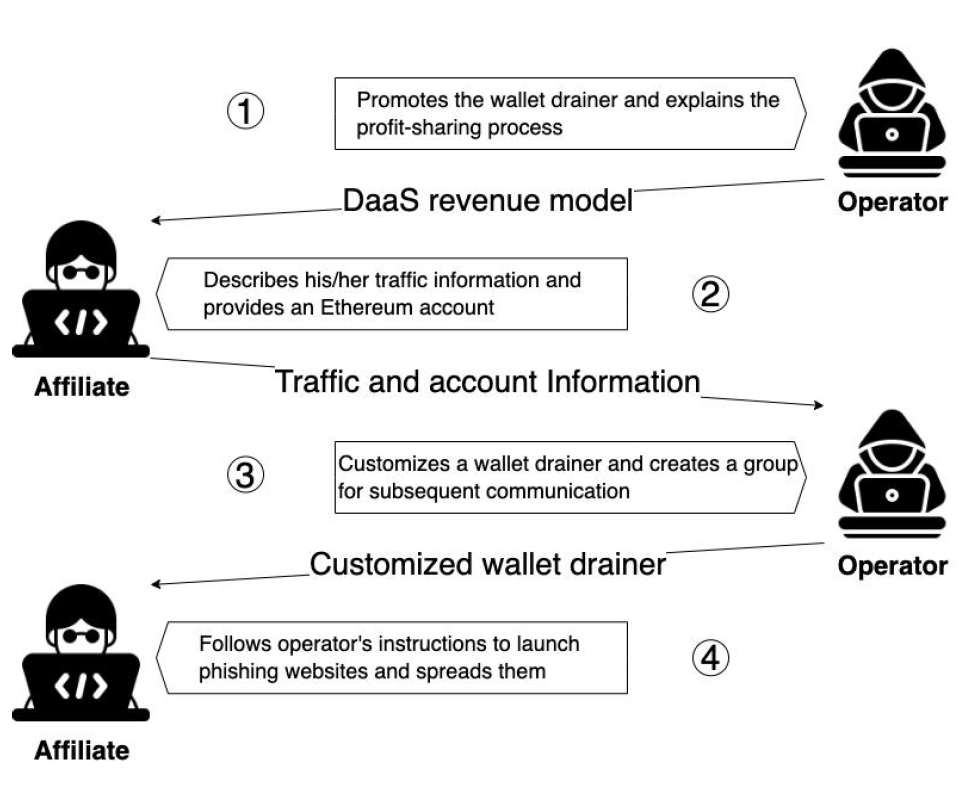 ①
Promotes the wallet drainer and explains the
profit-sharing process
Operator
DaaS revenue model
Describes his/her traffic information and
provides an Ethereum account
②
</>
Affiliate
Traffic and account Information
③
Customizes a wallet drainer and creates a group
for subsequent communication
Operator
Customized wallet drainer
Follows operator's instructions to launch
phishing websites and spreads them
④
</>
Affiliate